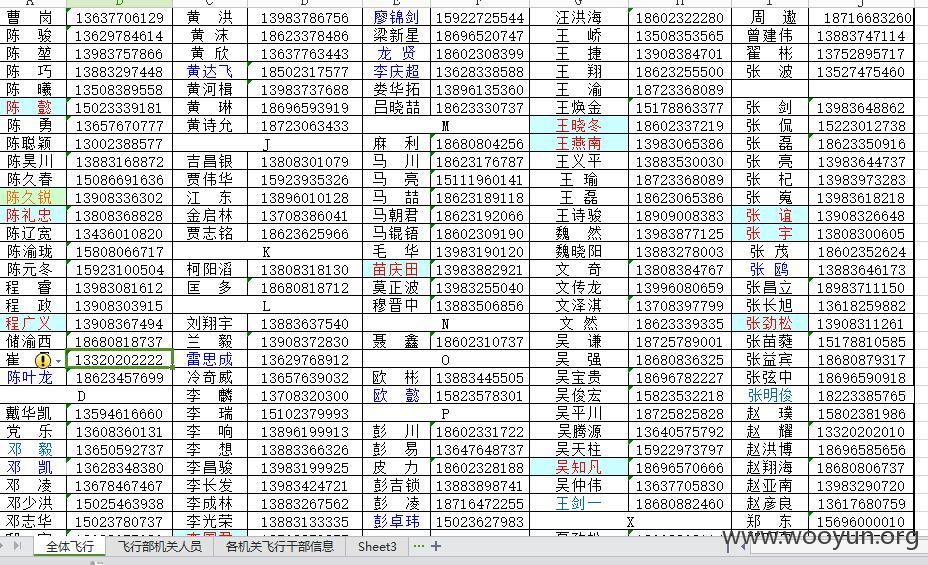 曹 岗 13637706129 黄 洪 13983786756 廖锦剑 15922725544 汪洪海 18602322280 周 遨 18716683260
陈 骏 13629784614 黄 沫 18623378486 梁新星 18696520747 王 峤 13508353565 曾建伟 13883747114
陈 堃 13983757866 黄 欣 13637763443 龙 贤 18602308399 王 捷 13908384701 翟 彬 13752895717
陈 巧 13883297448 黄达飞 18502317577 李庆超 13628338588 王 翔 18623255500 张 波 13527475460
陈 曦 13508389558 黄河楫 13983737688 娄华拓 13896135360 王 渝 18723368089
陈 懿 15023339181 黄 琳 18696593919 吕晓喆 18623330737 王焕金 15178863377 张 剑 13983648862
陈 勇 13657670777 黄诗允 18723063433 M 王晓冬 18602337219 张 侃 15223012738
陈聪颖 13002388577 J 麻 利 18680804256 王燕南 13983065386 张 磊 18623350916
陈昊川 13883168872 吉昌银 13808301079 马 川 18623176787 王义平 13883530030 张 亮 13983644737
陈久春 15086691636 贾伟华 15923935326 马 亮 15111960141 王 瑜 18723368089 张 杞 13983973283
陈久锐 13908336302 江 东 13896010128 马 喆 18623189118 王 磊 18623065386 张 嵬 13983618218
陈礼忠 13808368828 金启林 13708386041 马朝君 18623192066 王诗骏 18909008383 张 谊 13908326648
陈辽宽 13436010820 贾志铭 18623625966 马锟铻 18602309190 魏 然 13983877125 张 宇 13808300605
陈渝珑 15808066717 K 毛 华 13983190120 魏晓阳 13883278003 张 茂 18602352624
陈元冬 15923100504 柯阳滔 13808318130 苗庆田 13983882921 文 奇 13808384767 张 鸥 13883646173
程 睿 13983081612 匡 多 18680818712 莫正波 13983255040 文传龙 13996080659 张昌立 18983711150
程 政 13908303915 L 穆晋中 13883506856 文泽淇 13708397799 张长旭 13618259882
程广义 13908367494 刘翔宇 13883637540 N 文 然 18623339335 张劲松 13908311261
储渝西 18680818737 兰 毅 13908372830 聂 鑫 18602310737 吴 谦 18725789001 张苗蕤 15178810585
崔 13320202222 雷思成 13629768912 O 吴 强 18680836325 张益宾 18680879317
陈叶龙 18623457699 冷奇威 13657639032 欧 彬 13883445505 吴宝贵 18696782227 张弦中 18696590918
D 李 麟 13708320300 欧 懿 15823578301 吴俊宏 15823532218 张明俊 18223385765
戴华凯 13594616660 李 瑞 15102379993 P 吴平川 18725825828 赵 璞 15802381986
党 乐 13608360131 李 响 13896199913 彭 川 18602331722 吴腾源 13640575792 赵 耀 13320202010
邓 毅 13650592737 李 想 13883366326 彭 易 13647648737 吴天柱 15922973797 赵洪博 18696585656
邓 凯 13628348380 李昌骏 13983199925 皮 力 18602328188 吴知凡 18696570666 赵翔海 18680806737
邓 凌 13678467467 李长发 13983424721 彭吉锁 13883898741 吴仲伟 13637705830 赵亚南 13983290720
邓少洪 15025463938 李成林 13883267562 彭 凌 18716472255 王剑一 18680882460 赵彦良 13617680759
邓志华 15023780737 李光荣 13883133335 彭卓玮 15023627983 X 郑 东 15696000010
全体飞行 飞行部机关人员 各机关飞行干部信息 Sheet3
www.wooyun.org